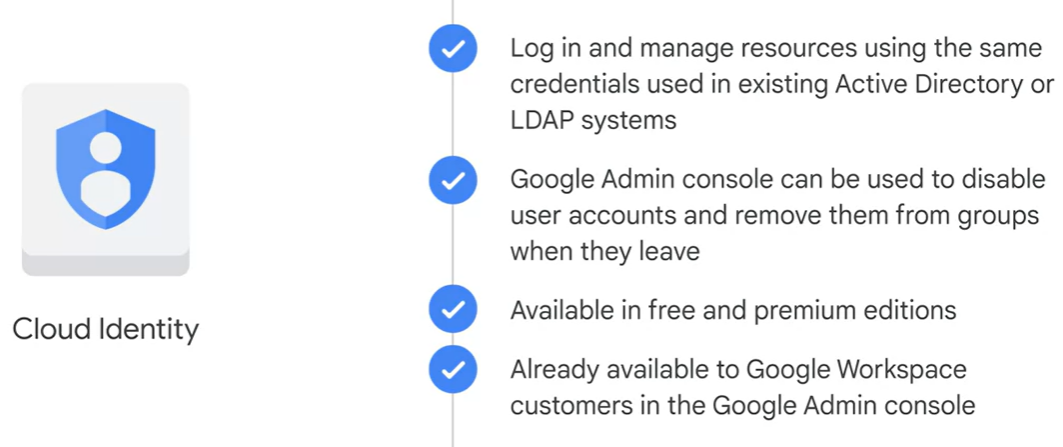 Log in and manage resources using the same
credentials used in existing Active Directory or
LDAP systems
Google Admin console can be used to disable
user accounts and remove them from groups
when they leave
Cloud Identity
Available in free and premium editions
Already available to Google Workspace
customers in the Google Admin console